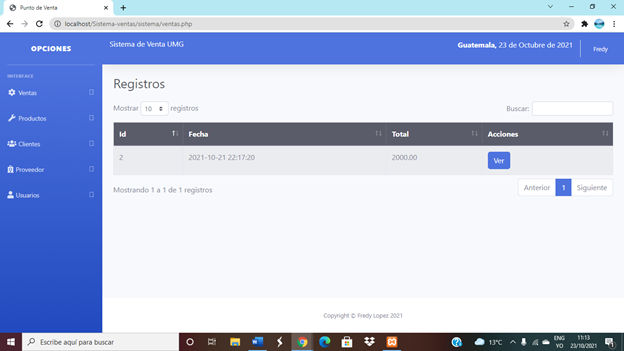 Punto de Venta
localhost/Sistema-ventas/sistema/ventas.php
OPCIONES
Sistema de Venta UMG
Guatemala, 23 de Octubre de 2021
Fredy
INTERFACE
Ventas
Productos
Clientes
Proveedor
Usuarios
Registros
Mostrar 10 registros
Buscar:
Id Fecha Total Acciones
2 2021-10-21 22:17:20 2000.00 Ver
Mostrando 1 a 1 de 1 registros
Anterior 1 Siguiente
Copyright © Fredy Lopez 2021
Escribe aquí para buscar
13°C
ENG
YO
11:13
23/10/2021